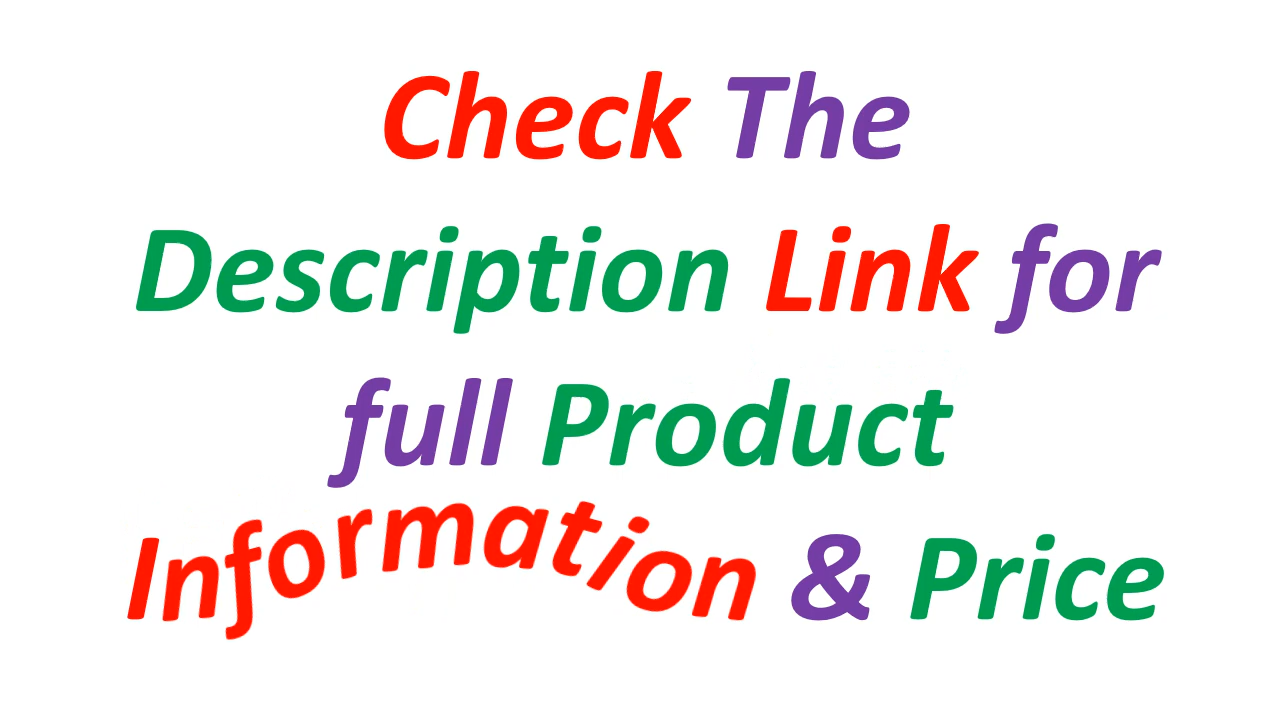 Check The
Description Link for
full Product
Information & Price